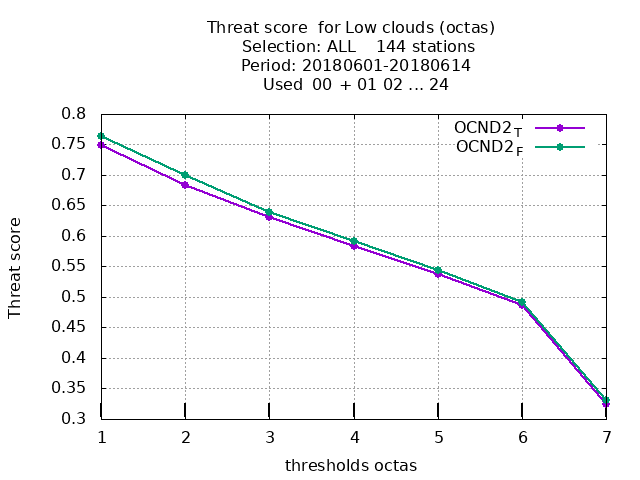 Threat score  for Low clouds (octas)
Selection: ALL    144 stations
Period: 20180601-20180614
Used  00 + 01 02 ... 24
OCND2T
OCND2F
0.8
0.75
0.7
0.65
0.6
0.55
0.5
0.45
0.4
0.35
0.3
Threat score
1 2 3 4 5 6 7
thresholds octas